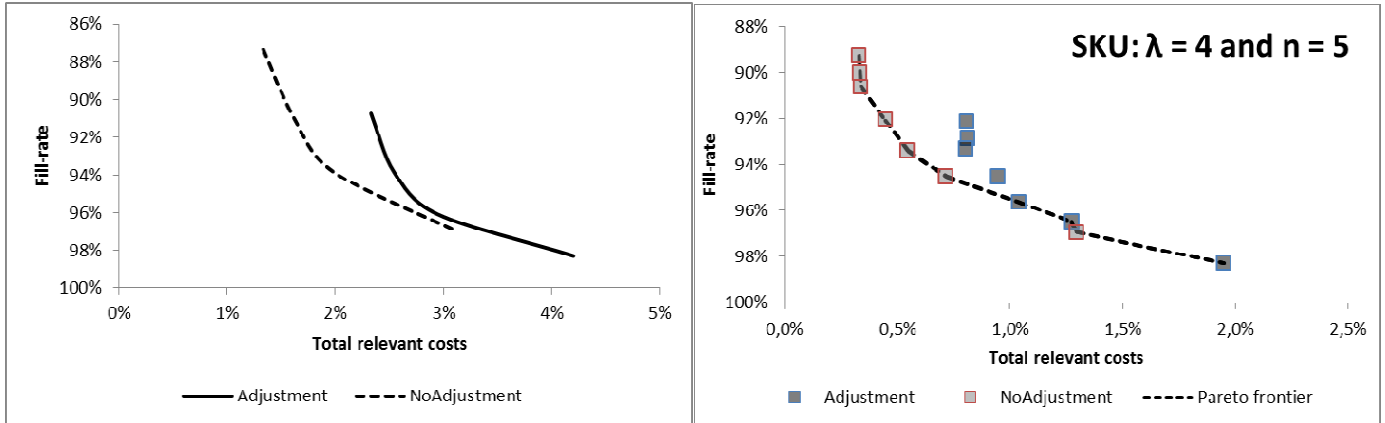 86%
88%
90%
92%
94%
96%
98%
100%
Fill-rate
0% 1% 2% 3% 4% 5%
Total relevant costs
Adjustment NoAdjustment
SKU: λ = 4 and n = 5
88%
90%
92%
94%
96%
98%
100%
Fill-rate
0,0% 0,5% 1,0% 1,5% 2,0% 2,5%
Total relevant costs
Adjustment NoAdjustment Pareto frontier